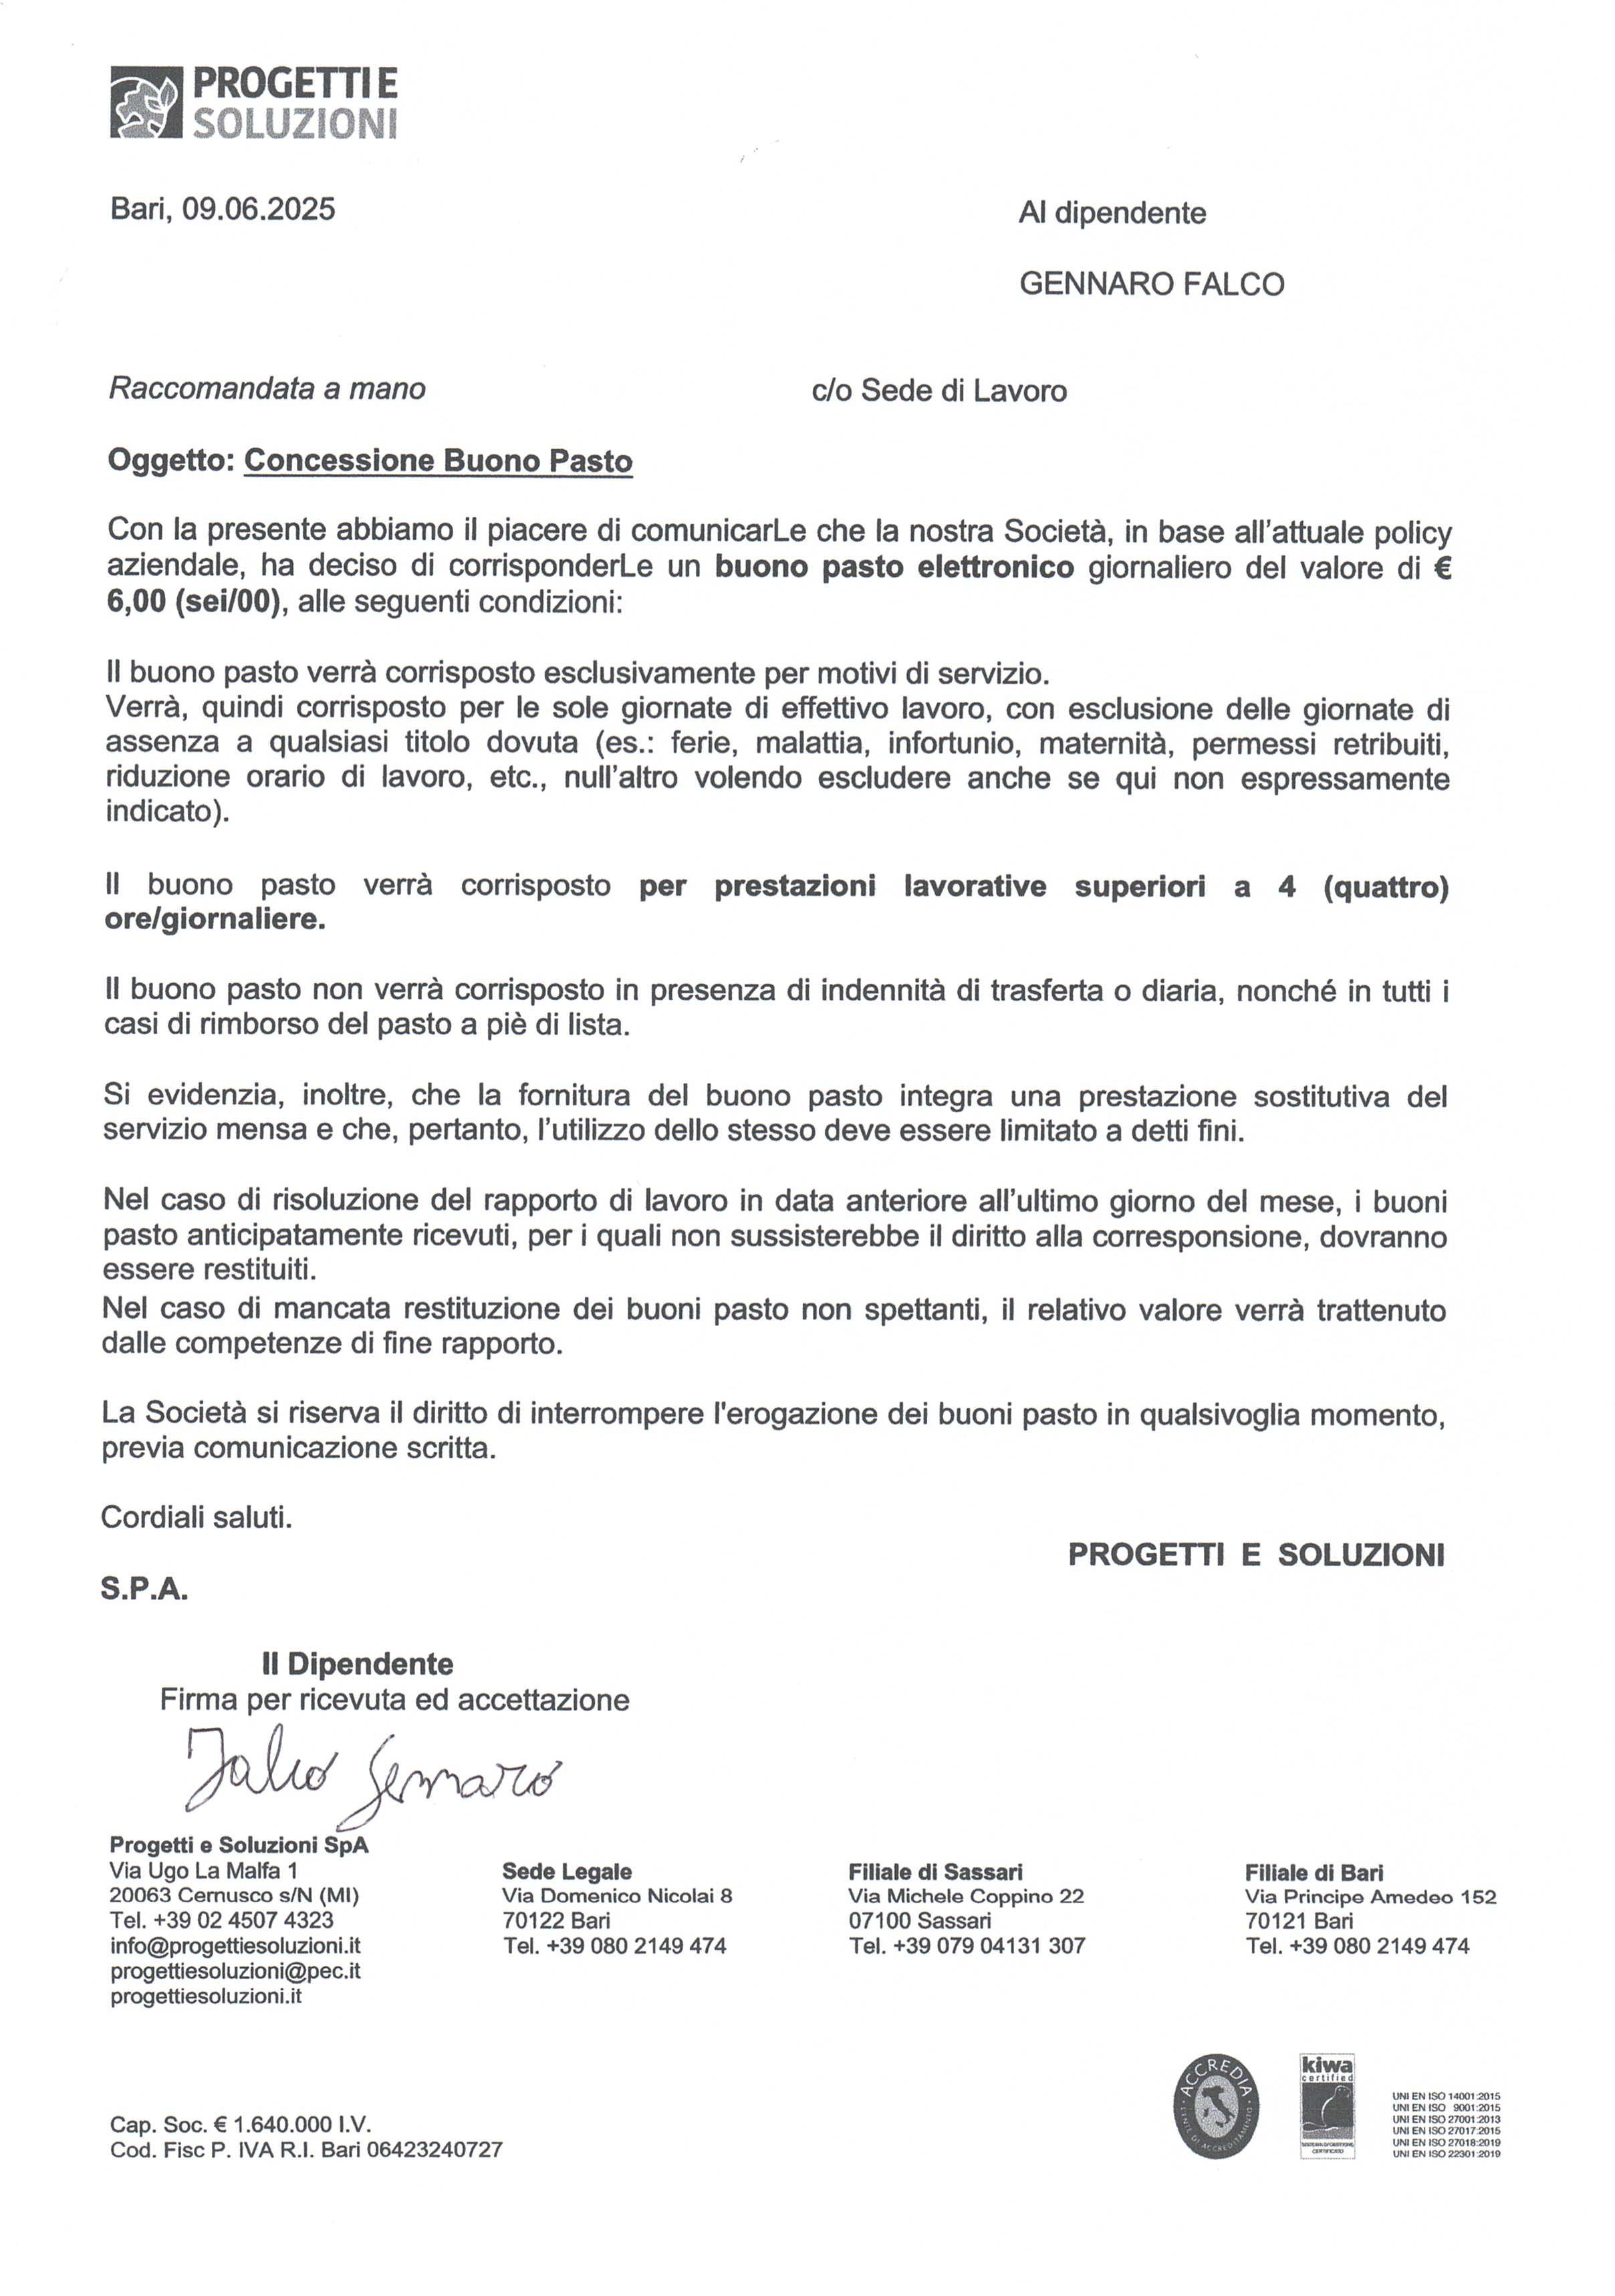 PROGETTI E
SOLUZIONI
Bari, 09.06.2025
Al dipendente
GENNARO FALCO
Raccomandata a mano
c/o Sede di Lavoro
Oggetto: Concessione Buono Pasto
Con la presente abbiamo il piacere di comunicarLe che la nostra Società, in base all'attuale policy
aziendale, ha deciso di corrisponderLe un buono pasto elettronico giornaliero del valore di €
6,00 (sei/00), alle seguenti condizioni:
Il buono pasto verrà corrisposto esclusivamente per motivi di servizio.
Verrà, quindi corrisposto per le sole giornate di effettivo lavoro, con esclusione delle giornate di
assenza a qualsiasi titolo dovuta (es.: ferie, malattia, infortunio, maternità, permessi retribuiti,
riduzione orario di lavoro, etc., null'altro volendo escludere anche se qui non espressamente
indicato).
Il buono pasto verrà corrisposto per prestazioni lavorative superiori a 4 (quattro)
ore/giornaliere.
Il buono pasto non verrà corrisposto in presenza di indennità di trasferta o diaria, nonché in tutti i
casi di rimborso del pasto a piè di lista.
Si evidenzia, inoltre, che la fornitura del buono pasto integra una prestazione sostitutiva del
servizio mensa e che, pertanto, l'utilizzo dello stesso deve essere limitato a detti fini.
Nel caso di risoluzione del rapporto di lavoro in data anteriore all'ultimo giorno del mese, i buoni
pasto anticipatamente ricevuti, per i quali non sussisterebbe il diritto alla corresponsione, dovranno
essere restituiti.
Nel caso di mancata restituzione dei buoni pasto non spettanti, il relativo valore verrà trattenuto
dalle competenze di fine rapporto.
La Società si riserva il diritto di interrompere l'erogazione dei buoni pasto in qualsivoglia momento,
previa comunicazione scritta.
Cordiali saluti.
PROGETTI E SOLUZIONI
S.P.A.
Il Dipendente
Firma per ricevuta ed accettazione
Falco Gennaro
Progetti e Soluzioni SpA
Via Ugo La Malfa 1
20063 Cernusco s/N (MI)
Tel. +39 02 4507 4323
info@progettiesoluzioni.it
progettiesoluzioni@pec.it
progettiesoluzioni.it
Sede Legale
Via Domenico Nicolai 8
70122 Bari
Tel. +39 080 2149 474
Filiale di Sassari
Via Michele Coppino 22
07100 Sassari
Tel. +39 079 04131 307
Filiale di Bari
Via Principe Amedeo 152
70121 Bari
Tel. +39 080 2149 474
Cap. Soc. € 1.640.000 I.V.
Cod. Fisc P. IVA R.I. Bari 06423240727
ACCREDIA
L'ENTE DI ACCREDITAMENTO
kiwa
certified
UNI EN ISO 14001:2015
UNI EN ISO 9001:2015
UNI EN ISO 27001:2013
UNI EN ISO 27017:2015
UNI EN ISO 27018:2019
UNI EN ISO 22301:2019